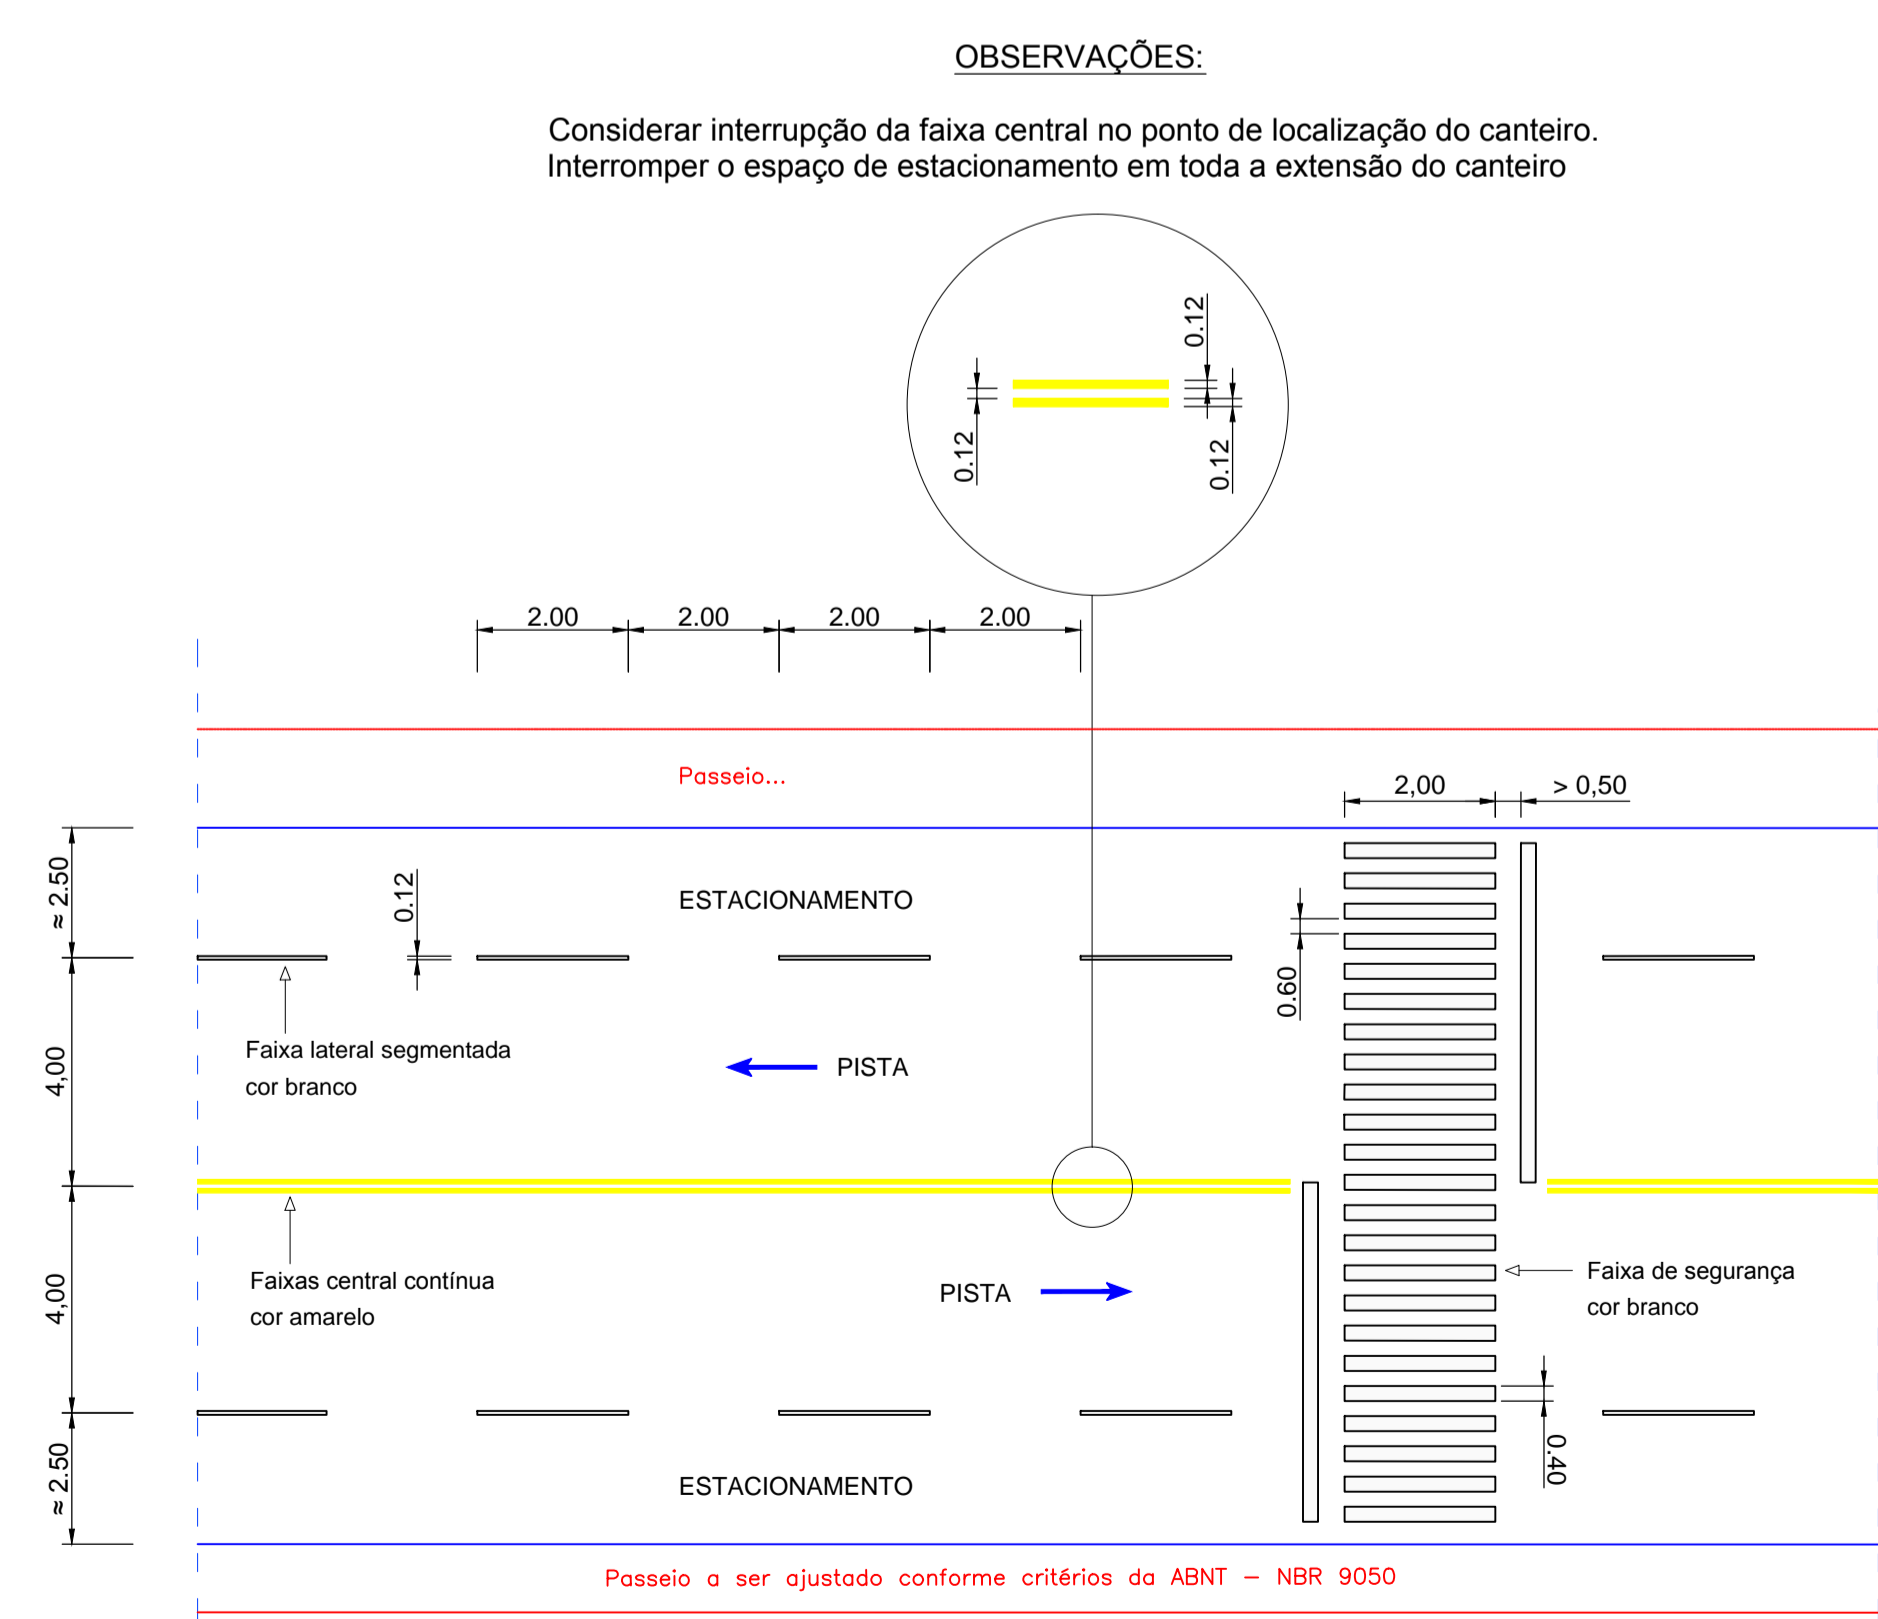 OBSERVAÇÕES:
Considerar interrupção da faixa central no ponto de localização do canteiro.
Interromper o espaço de estacionamento em toda a extensão do canteiro
0.12
0.12
0.12
2.00 2.00 2.00 2.00
Passeio...
2,00 > 0,50
≈ 2.50
0.12
ESTACIONAMENTO
0.60
Faixa lateral segmentada
cor branco
4,00
PISTA
Faixas central contínua
cor amarelo
4,00
PISTA
Faixa de segurança
cor branco
0.40
≈ 2.50
ESTACIONAMENTO
Passeio a ser ajustado conforme critérios da ABNT – NBR 9050